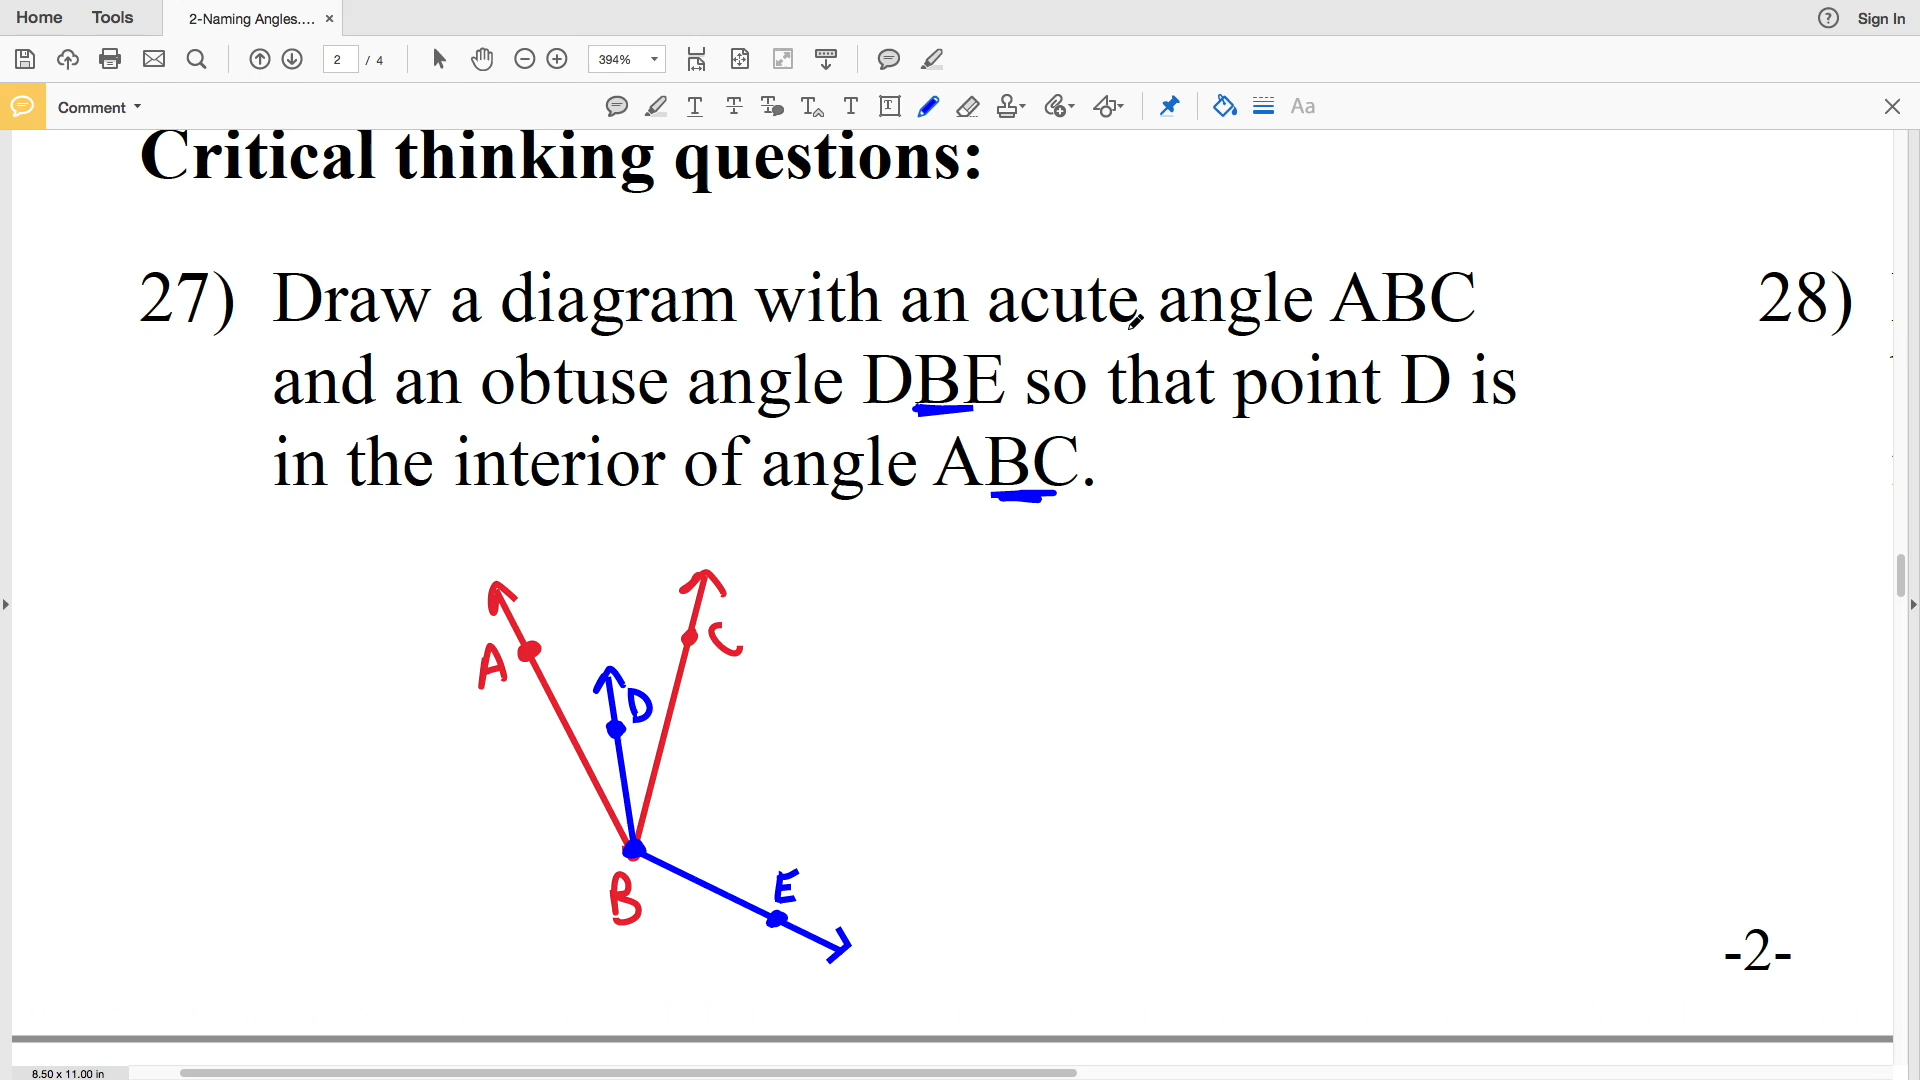 Home Tools 2-Naming Angles.... × ? Sign In
2 / 4 394%
Comment T T T T T T Aa
Critical thinking questions:
27) Draw a diagram with an acute angle ABC 28)
and an obtuse angle DBE so that point D is
in the interior of angle ABC.
A C
D
B E
-2-
8.50 x 11.00 in